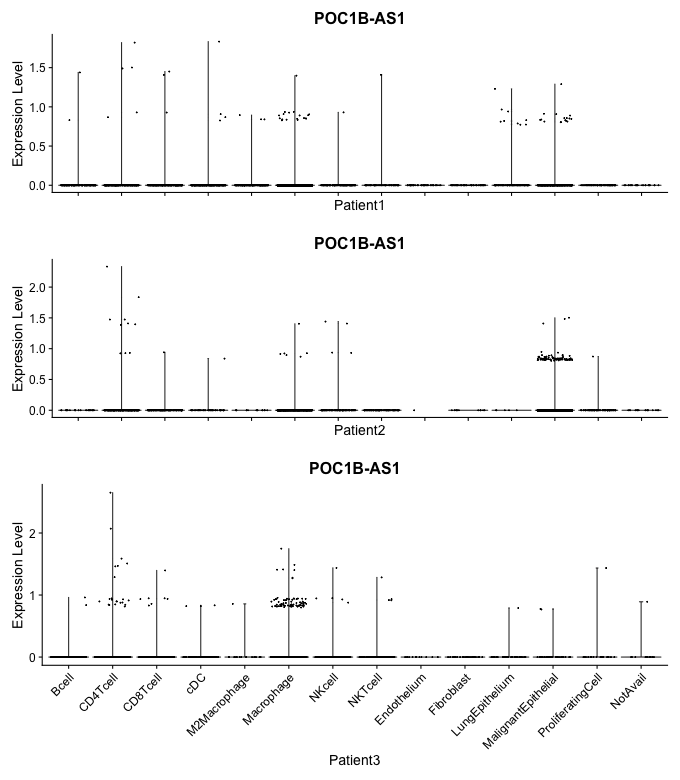 POC1B-AS1
Expression Level
1.5
1.0
0.5
0.0
Patient1
POC1B-AS1
Expression Level
2.0
1.5
1.0
0.5
0.0
Patient2
POC1B-AS1
Expression Level
2
1
0
Bcell
CD4Tcell
CD8Tcell
cDC
M2Macrophage
Macrophage
NKcell
NKTcell
Endothelium
Fibroblast
LungEpithelium
MalignantEpithelial
ProliferatingCell
NotAvail
Patient3